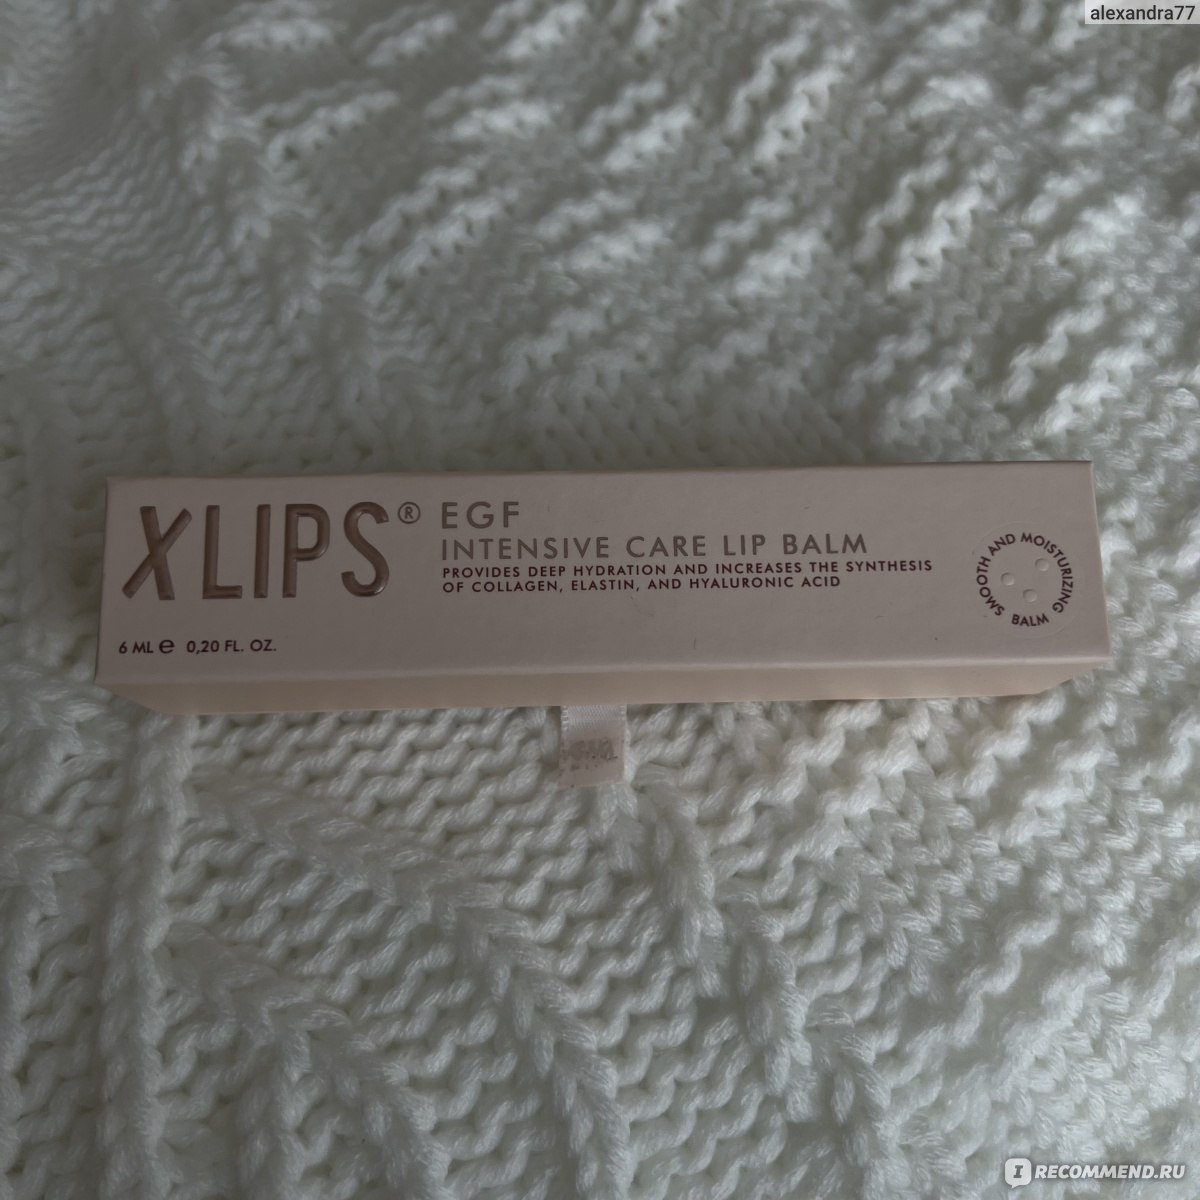 alexandra77
XLIPS®
EGF
INTENSIVE CARE LIP BALM
PROVIDES DEEP HYDRATION AND INCREASES THE SYNTHESIS
OF COLLAGEN, ELASTIN, AND HYALURONIC ACID
SMOOTH AND MOISTURIZING
BALM
6 ML ℮ 0,20 FL. OZ.
IRECOMMEND.RU